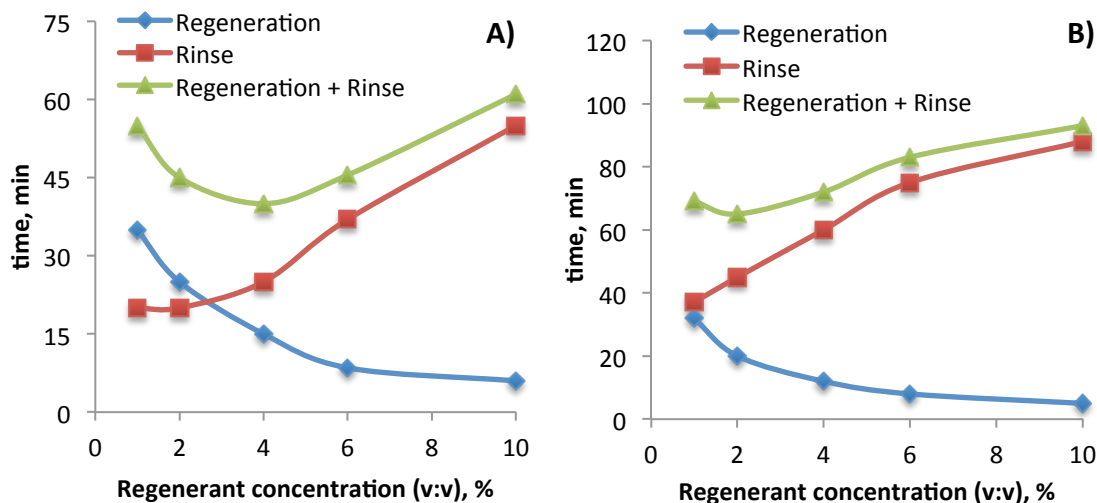 75
60
45
30
15
0
time, min
Regeneration
Rinse
Regeneration + Rinse
A)
0
2
4
6
8
10
Regenerant concentration (v:v), %
120
100
80
60
40
20
0
time, min
Regeneration
Rinse
Regeneration + Rinse
B)
0
2
4
6
8
10
Regenerant concentration (v:v), %